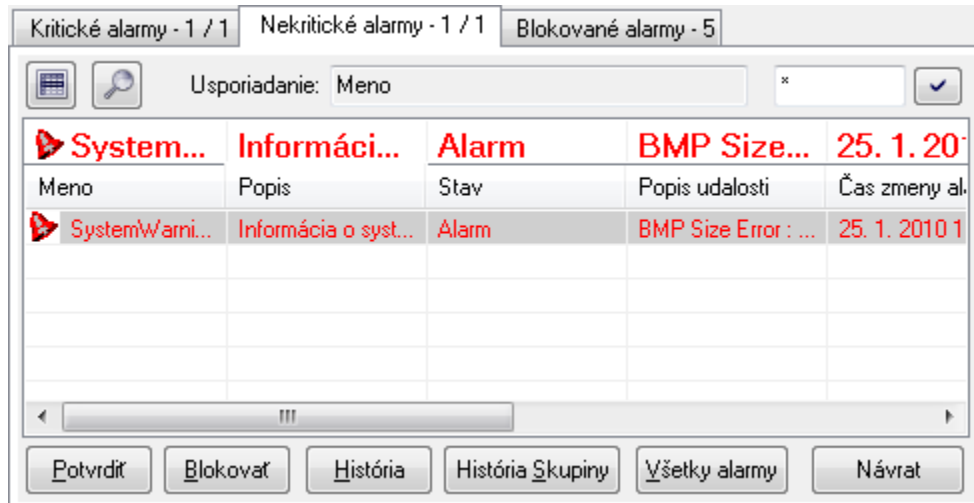 Kritické alarmy - 1 / 1 Nekritické alarmy - 1 / 1 Blokované alarmy - 5
Usporiadanie: Meno *
System... Informáci... Alarm BMP Size... 25. 1. 20
Meno Popis Stav Popis udalosti Čas zmeny al
SystemWarni... Informácia o syst... Alarm BMP Size Error : ... 25. 1. 2010 1
Potvrdiť Blokovať História História Skupiny Všetky alarmy Návrat